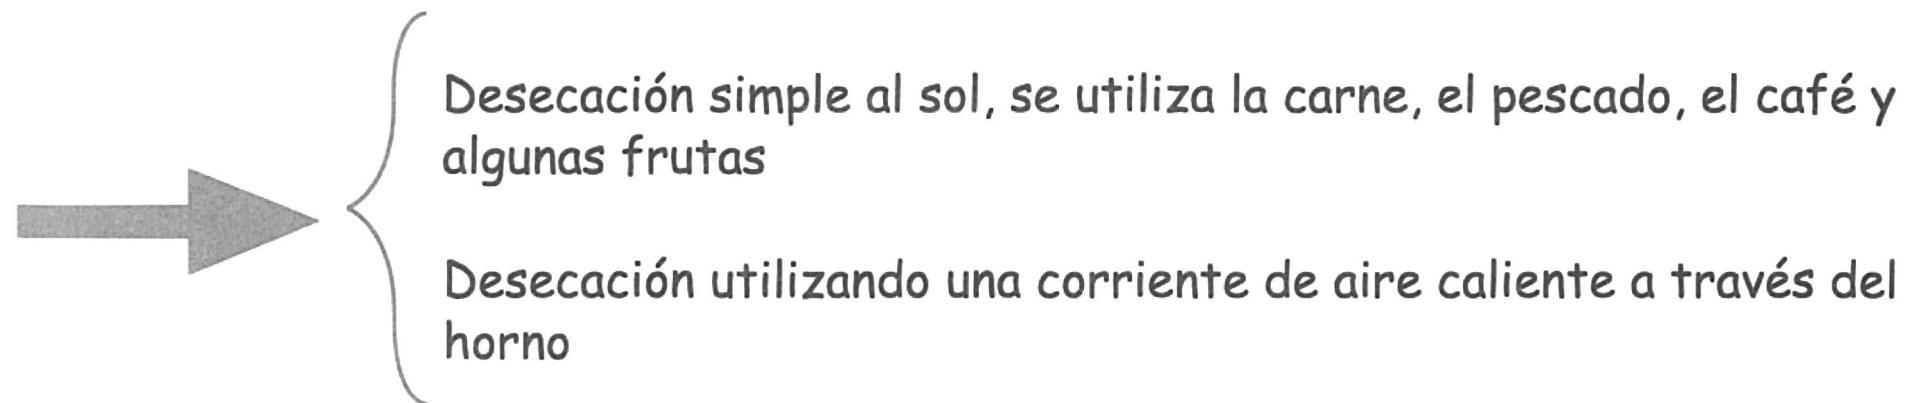 Desecación simple al sol, se utiliza la carne, el pescado, el café y
algunas frutas
Desecación utilizando una corriente de aire caliente a través del
horno